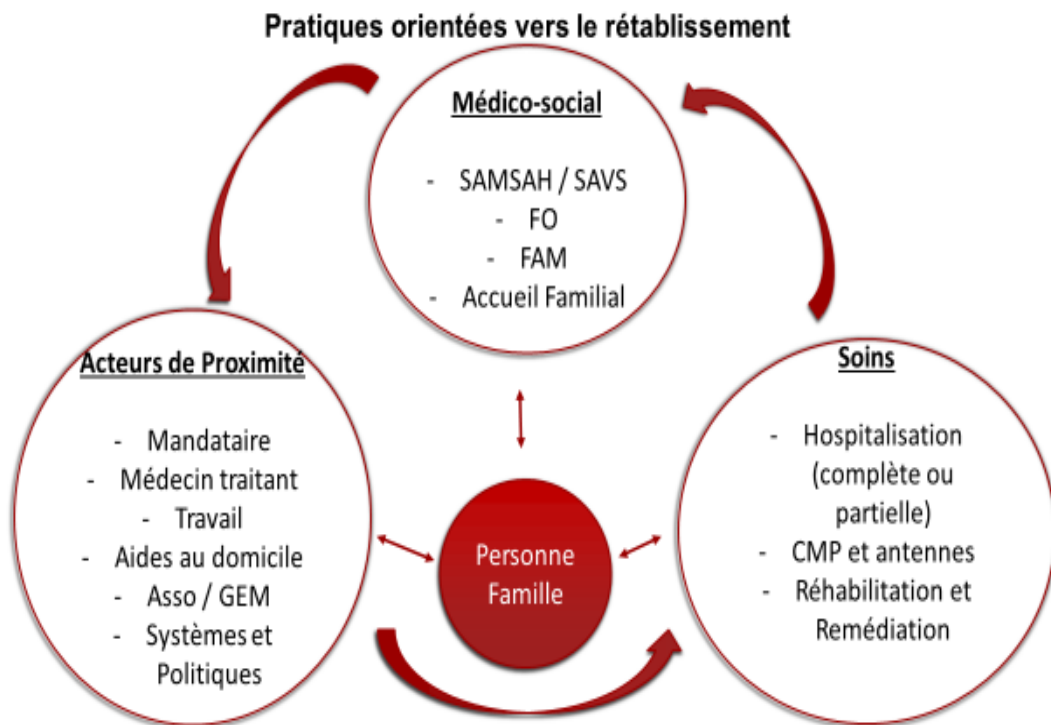 Pratiques orientées vers le rétablissement
Médico-social
- SAMSAH / SAVS
- FO
- FAM
- Accueil Familial
Acteurs de Proximité
- Mandataire
- Médecin traitant
- Travail
- Aides au domicile
- Asso / GEM
- Systèmes et
Politiques
Personne
Famille
Soins
- Hospitalisation
(complète ou
partielle)
- CMP et antennes
- Réhabilitation et
Remédiation